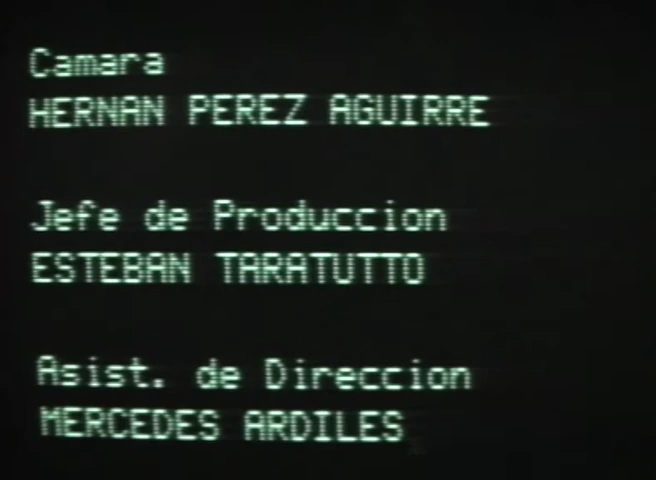 Camara
HERNAN PEREZ AGUIRRE
Jefe de Produccion
ESTEBAN TARATUTTO
Asist. de Direccion
MERCEDES ARDILES